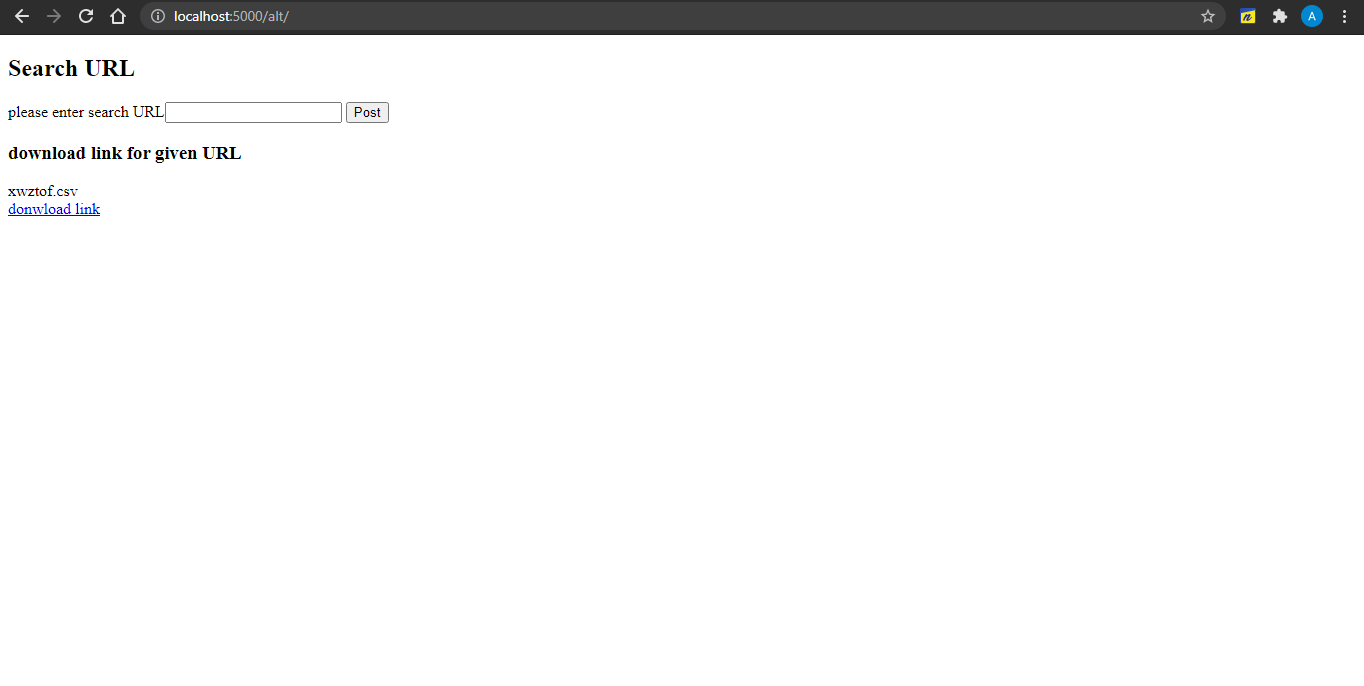 localhost:5000/alt/
n
A
Search URL
please enter search URL Post
download link for given URL
xwztof.csv
donwload link